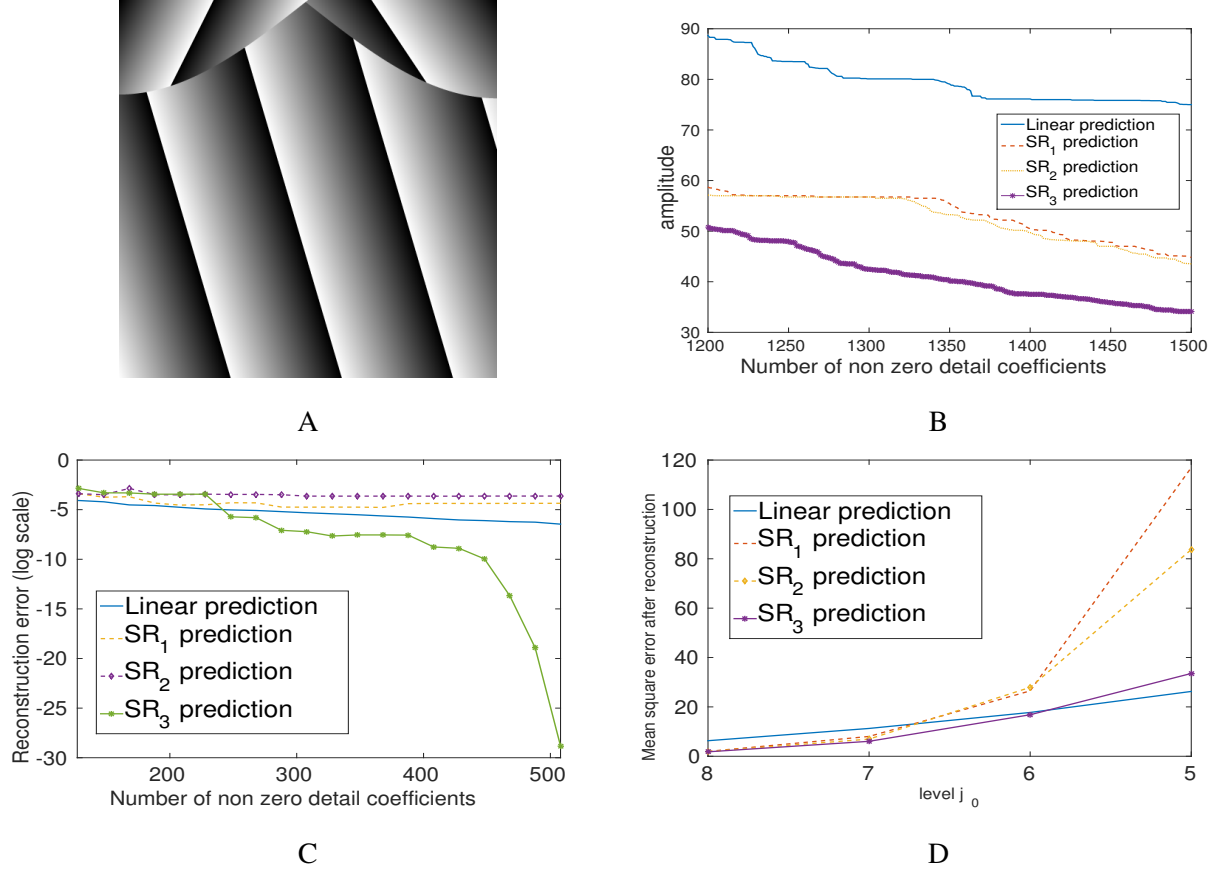 A
90
80
70
60
50
40
30
amplitude
Linear prediction
SR1 prediction
SR2 prediction
SR3 prediction
1200 1250 1300 1350 1400 1450 1500
Number of non zero detail coefficients
B
0
-5
-10
-15
-20
-25
-30
Reconstruction error (log scale)
Linear prediction
SR1 prediction
SR2 prediction
SR3 prediction
200 300 400 500
Number of non zero detail coefficients
C
120
100
80
60
40
20
0
Mean square error after reconstruction
Linear prediction
SR1 prediction
SR2 prediction
SR3 prediction
8 7 6 5
level j0
D